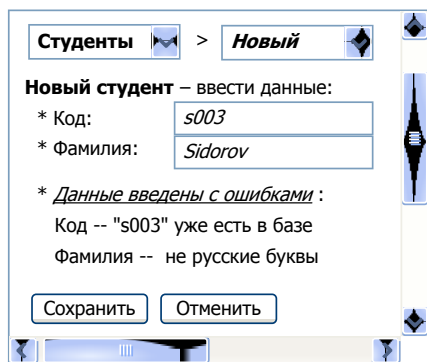 Студенты > Новый
Новый студент – ввести данные:
* Код: s003
* Фамилия: Sidorov
* Данные введены с ошибками :
Код -- "s003" уже есть в базе
Фамилия -- не русские буквы
Сохранить Отменить